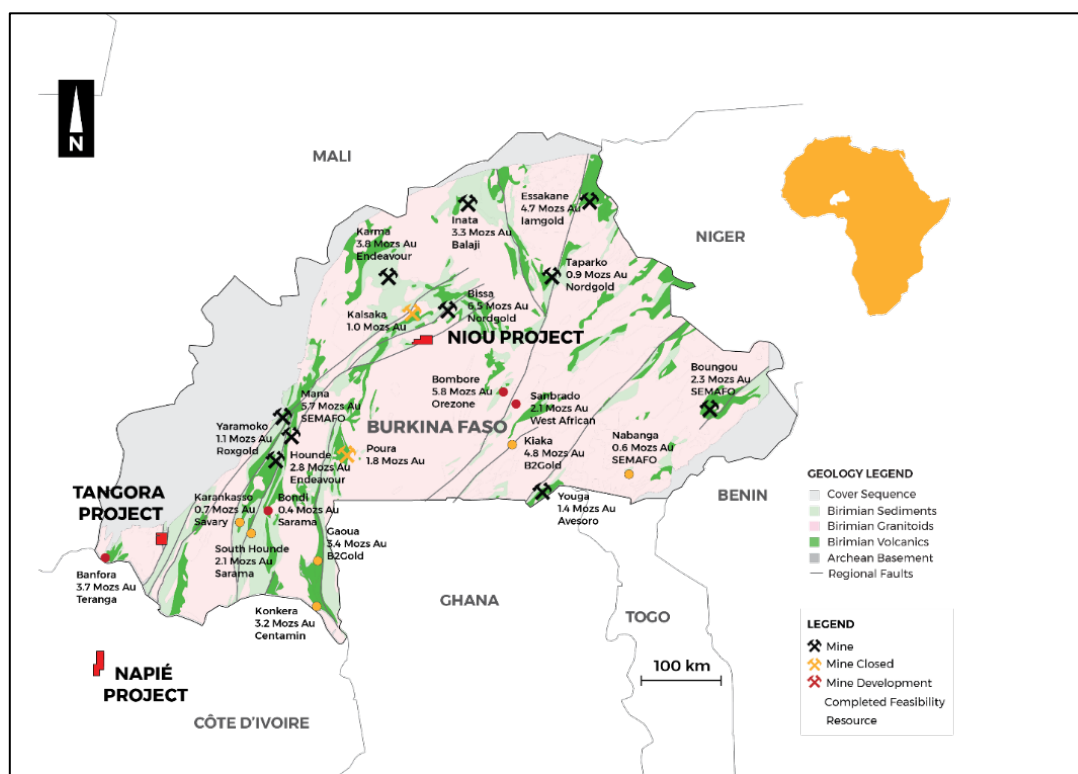 N
MALI
NIGER
Essakane
4.7 Mozs Au
Iamgold
Inata
3.3 Mozs Au
Balaji
Karma
3.8 Mozs Au
Endeavour
Taparko
0.9 Mozs Au
Nordgold
Bissa
6.5 Mozs Au
Nordgold
Kalsaka
1.0 Mozs Au
NIOU PROJECT
Boungou
2.3 Mozs Au
SEMAFO
Bombore
5.8 Mozs Au
Orezone
Sanbrado
2.1 Mozs Au
West African
Mana
5.7 Mozs Au
SEMAFO
BURKINA FASO
Yaramoko
1.1 Mozs Au
Roxgold
Poura
1.8 Mozs Au
Kiaka
4.8 Mozs Au
B2Gold
Nabanga
0.6 Mozs Au
SEMAFO
Hounde
2.8 Mozs Au
Endeavour
TANGORA
PROJECT
Karankasso
0.7 Mozs Au
Savary
Bondi
0.4 Mozs Au
Sarama
Youga
1.4 Mozs Au
Avesoro
BENIN
Gaoua
3.4 Mozs Au
B2Gold
South Hounde
2.1 Mozs Au
Sarama
Banfora
3.7 Mozs Au
Teranga
Konkera
3.2 Mozs Au
Centamin
GHANA
TOGO
NAPIÉ
PROJECT
CÔTE D'IVOIRE
100 km
GEOLOGY LEGEND
Cover Sequence
Birimian Sediments
Birimian Granitoids
Birimian Volcanics
Archean Basement
Regional Faults
LEGEND
Mine
Mine Closed
Mine Development
Completed Feasibility
Resource